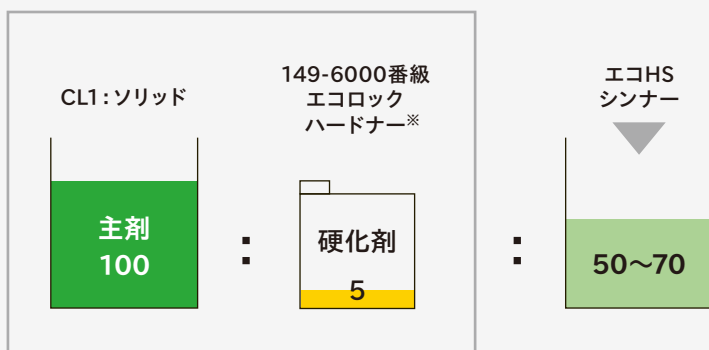 CL1：ソリッド
主剤
100
：
149-6000番級
エコロック
ハードナー※
硬化剤
5
：
エコHS
シンナー
50〜70